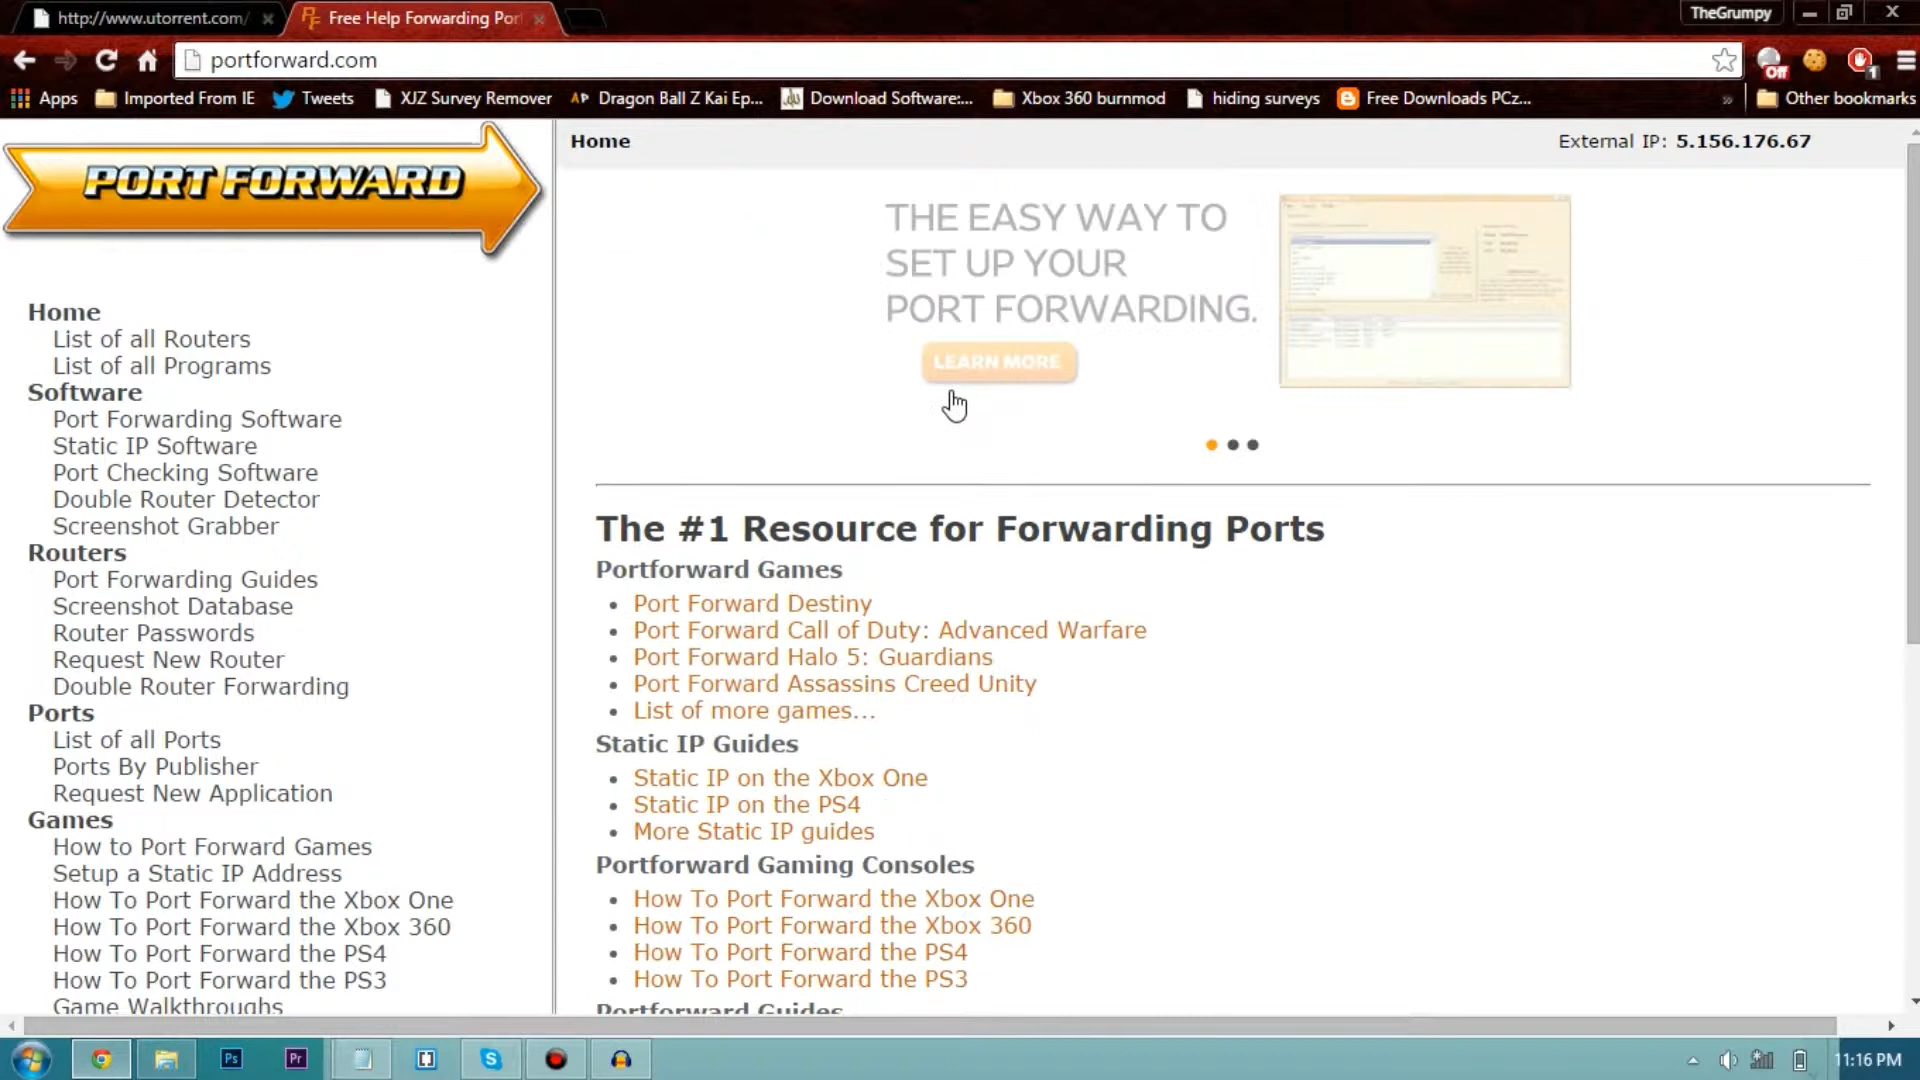 http://www.utorrent.com/
Free Help Forwarding Por
TheGrumpy
portforward.com
Off
1
Apps
Imported From IE
Tweets
XJZ Survey Remover
Dragon Ball Z Kai Ep...
Download Software:...
Xbox 360 burnmod
hiding surveys
Free Downloads PCz...
»
Other bookmarks
PORT FORWARD
Home
List of all Routers
List of all Programs
Software
Port Forwarding Software
Static IP Software
Port Checking Software
Double Router Detector
Screenshot Grabber
Routers
Port Forwarding Guides
Screenshot Database
Router Passwords
Request New Router
Double Router Forwarding
Ports
List of all Ports
Ports By Publisher
Request New Application
Games
How to Port Forward Games
Setup a Static IP Address
How To Port Forward the Xbox One
How To Port Forward the Xbox 360
How To Port Forward the PS4
How To Port Forward the PS3
Game Walkthroughs
Home
External IP: 5.156.176.67
THE EASY WAY TO
SET UP YOUR
PORT FORWARDING.
LEARN MORE
The #1 Resource for Forwarding Ports
Portforward Games
• Port Forward Destiny
• Port Forward Call of Duty: Advanced Warfare
• Port Forward Halo 5: Guardians
• Port Forward Assassins Creed Unity
• List of more games...
Static IP Guides
• Static IP on the Xbox One
• Static IP on the PS4
• More Static IP guides
Portforward Gaming Consoles
• How To Port Forward the Xbox One
• How To Port Forward the Xbox 360
• How To Port Forward the PS4
• How To Port Forward the PS3
Portforward Guides
Ps
Pr
11:16 PM